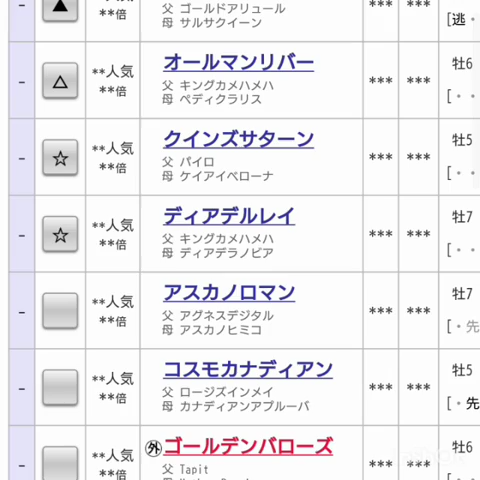 - ▲ **人気 父 ゴールドアリュール *** ***
**倍 母 サルサクイーン [逃・
オールマンリバー 牡6
- △ **人気 父 キングカメハメハ *** ***
**倍 母 ペディクラリス [・・
クインズサターン 牡5
- ☆ **人気 父 パイロ *** ***
**倍 母 ケイアイベローナ [・・
ディアデルレイ 牡7
- ☆ **人気 父 キングカメハメハ *** ***
**倍 母 ディアデラノビア [・・
アスカノロマン 牡7
- **人気 父 アグネスデジタル *** ***
**倍 母 アスカノヒミコ [・先
コスモカナディアン 牡5
- **人気 父 ロージズインメイ *** ***
**倍 母 カナディアンアプルーバ [・先
外 ゴールデンバローズ 牡6
- **人気 父 Tapit *** ***
**倍 母